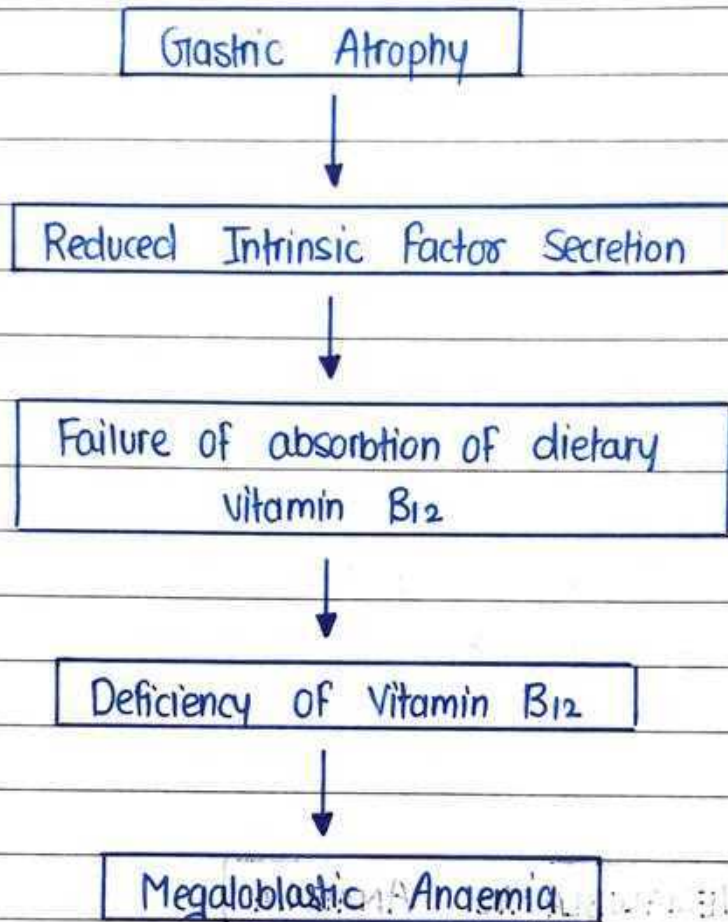 Gastric Atrophy
Reduced Intrinsic Factor Secretion
Failure of absorbtion of dietary
vitamin B12
Deficiency of Vitamin B12
Megaloblastic Anaemia